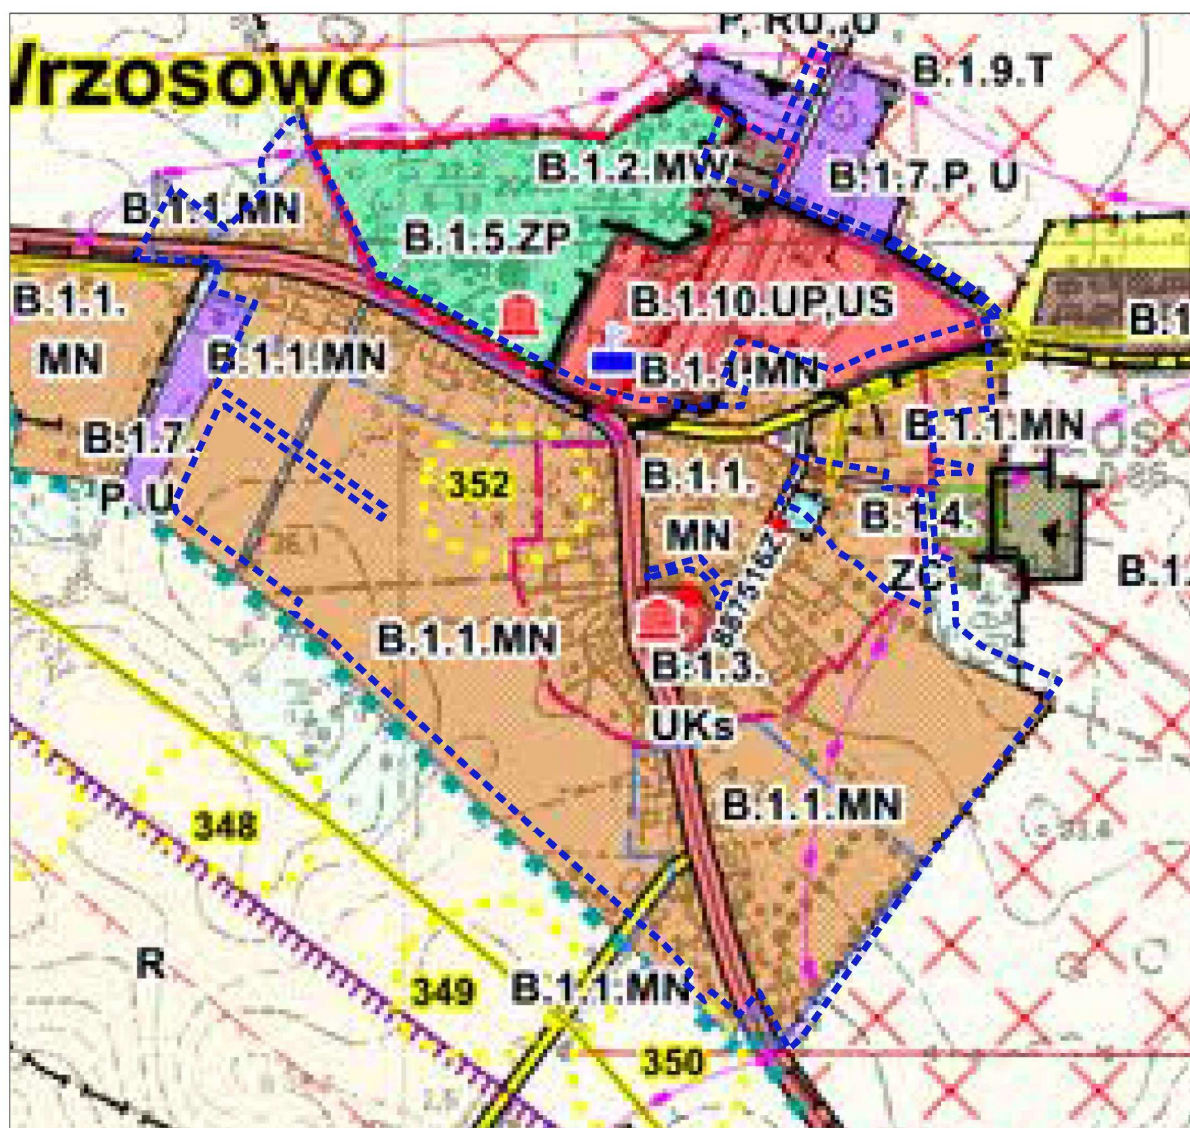 P, RU, U
Wrzosowo
B.1.9.T
B.1.2.MW
B.1.7.P, U
B.1.1.MN
B.1.5.ZP
B.1.1.
MN
B.1.10.UP,US
B.1.1.MN
B.1.1.MN
B.1.1.MN
B.1.7.
P, U
352
B.1.1.
MN
B.1.4.
B.1.1.MN
B.1.3.
UKs
B.1.1.MN
348
R
349
B.1.1.MN
350